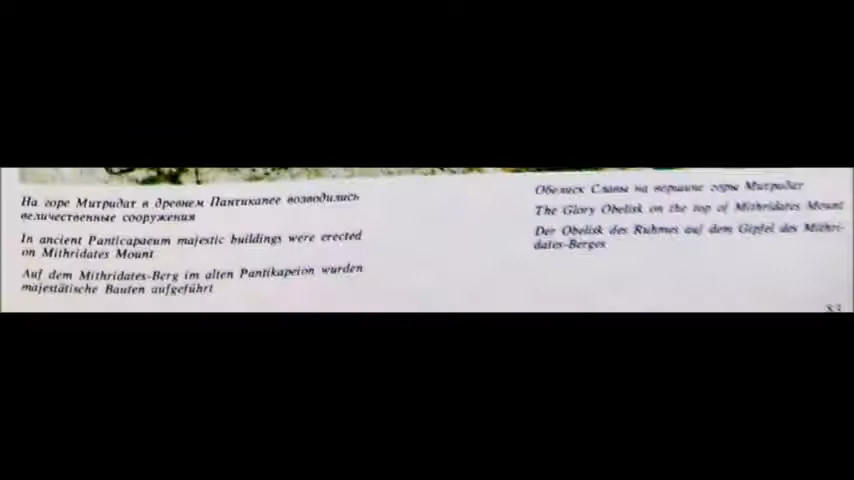 На горе Митридат в древнем Пантикапее возводились
величественные сооружения
In ancient Panticapaeum majestic buildings were erected
on Mithridates Mount
Auf dem Mithridates-Berg im alten Pantikapeion wurden
majestätische Bauten aufgeführt
Обелиск Славы на вершине горы Митридат
The Glory Obelisk on the top of Mithridates Mount
Der Obelisk des Ruhmes auf dem Gipfel des Mithri-
dates-Berges
83